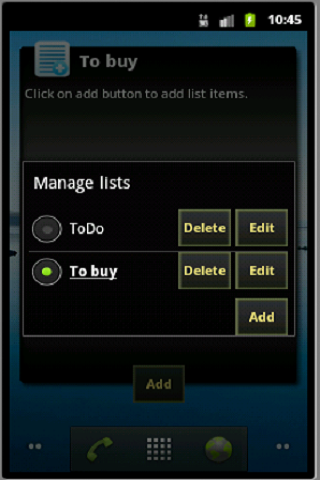 10:45
To buy
Click on add button to add list items.
Manage lists
ToDo Delete Edit
To buy Delete Edit
Add
Add